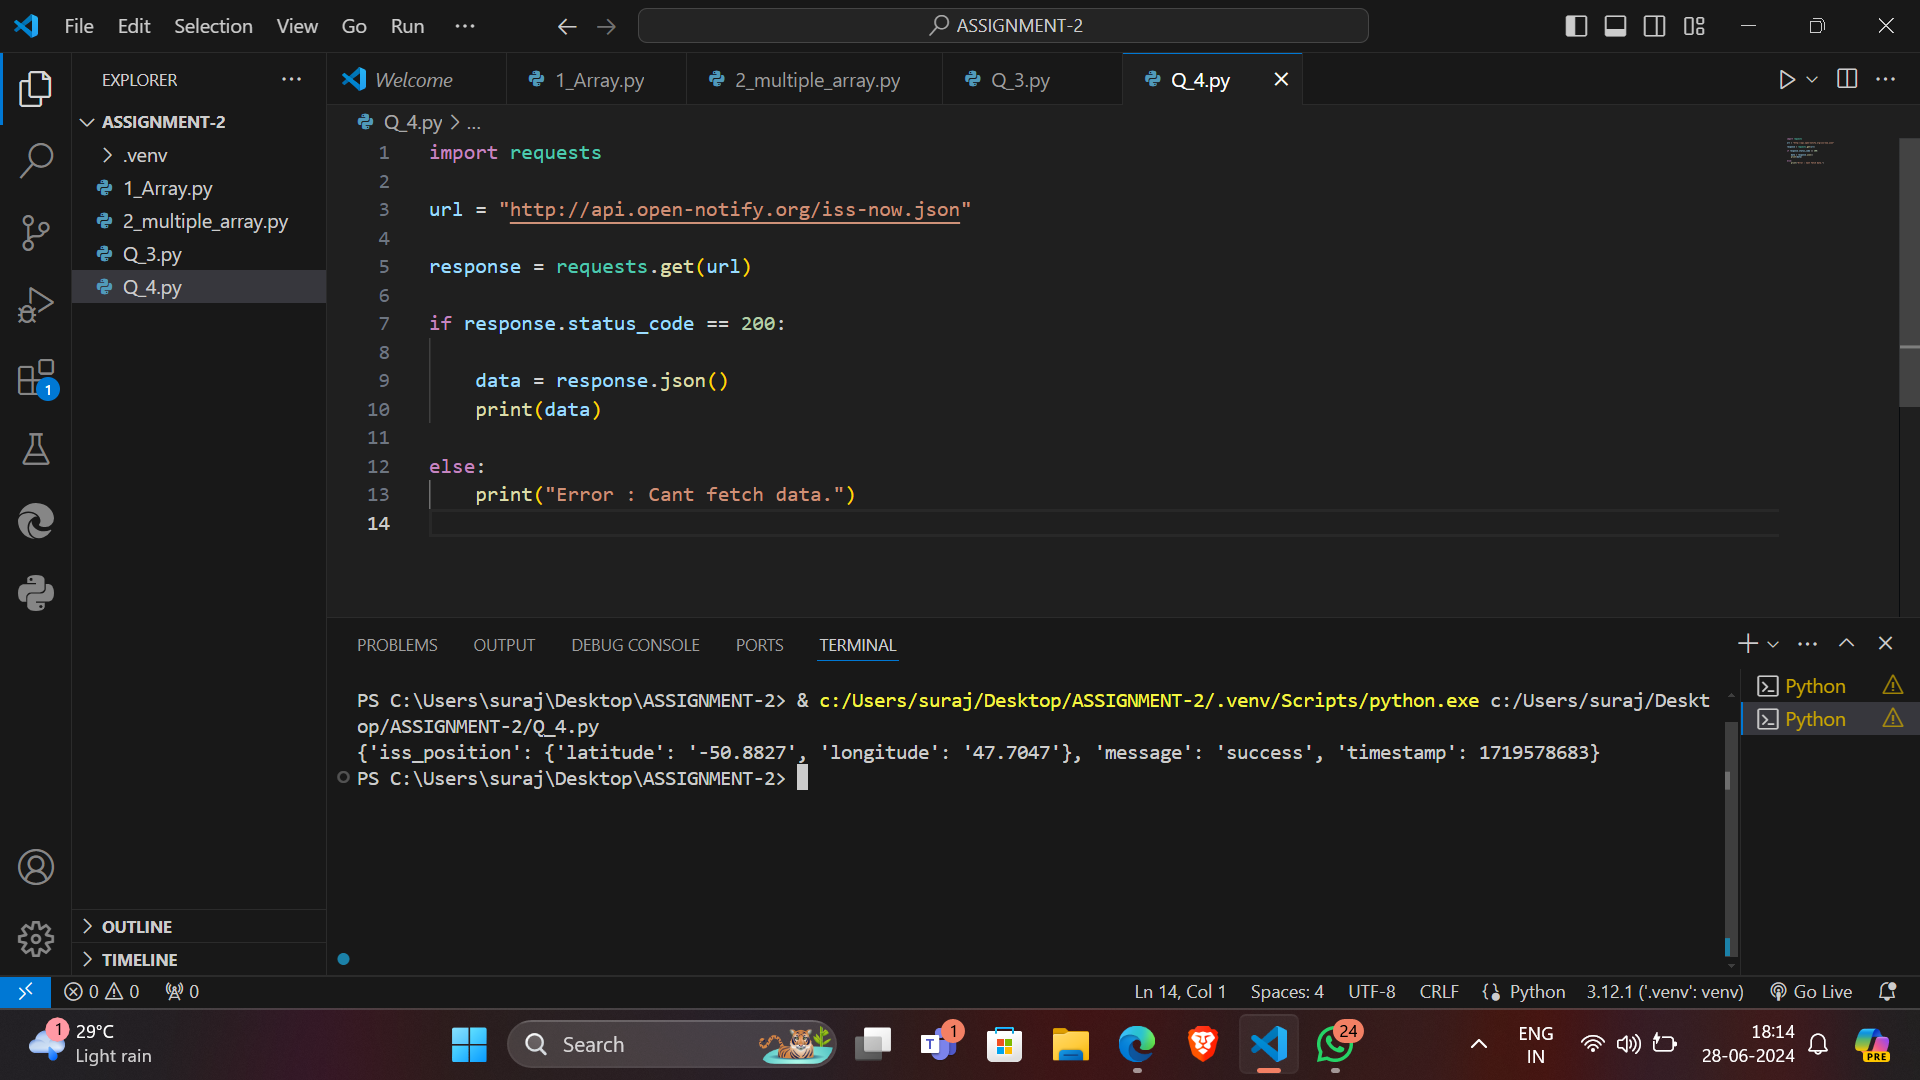 File Edit Selection View Go Run ···
ASSIGNMENT-2
EXPLORER ···
ASSIGNMENT-2
.venv
1_Array.py
2_multiple_array.py
Q_3.py
Q_4.py
OUTLINE
TIMELINE
1
Welcome 1_Array.py 2_multiple_array.py Q_3.py Q_4.py
Q_4.py > ...
1 import requests
2
3 url = "http://api.open-notify.org/iss-now.json"
4
5 response = requests.get(url)
6
7 if response.status_code == 200:
8
9 data = response.json()
10 print(data)
11
12 else:
13 print("Error : Cant fetch data.")
14
PROBLEMS OUTPUT DEBUG CONSOLE PORTS TERMINAL
PS C:\Users\suraj\Desktop\ASSIGNMENT-2> & c:/Users/suraj/Desktop/ASSIGNMENT-2/.venv/Scripts/python.exe c:/Users/suraj/Deskt
op/ASSIGNMENT-2/Q_4.py
{'iss_position': {'latitude': '-50.8827', 'longitude': '47.7047'}, 'message': 'success', 'timestamp': 1719578683}
PS C:\Users\suraj\Desktop\ASSIGNMENT-2>
Python
Python
0 0 0
Ln 14, Col 1 Spaces: 4 UTF-8 CRLF Python 3.12.1 ('.venv': venv) Go Live
1
29°C
Light rain
Search
T
1
24
ENG
IN
18:14
28-06-2024
PRE